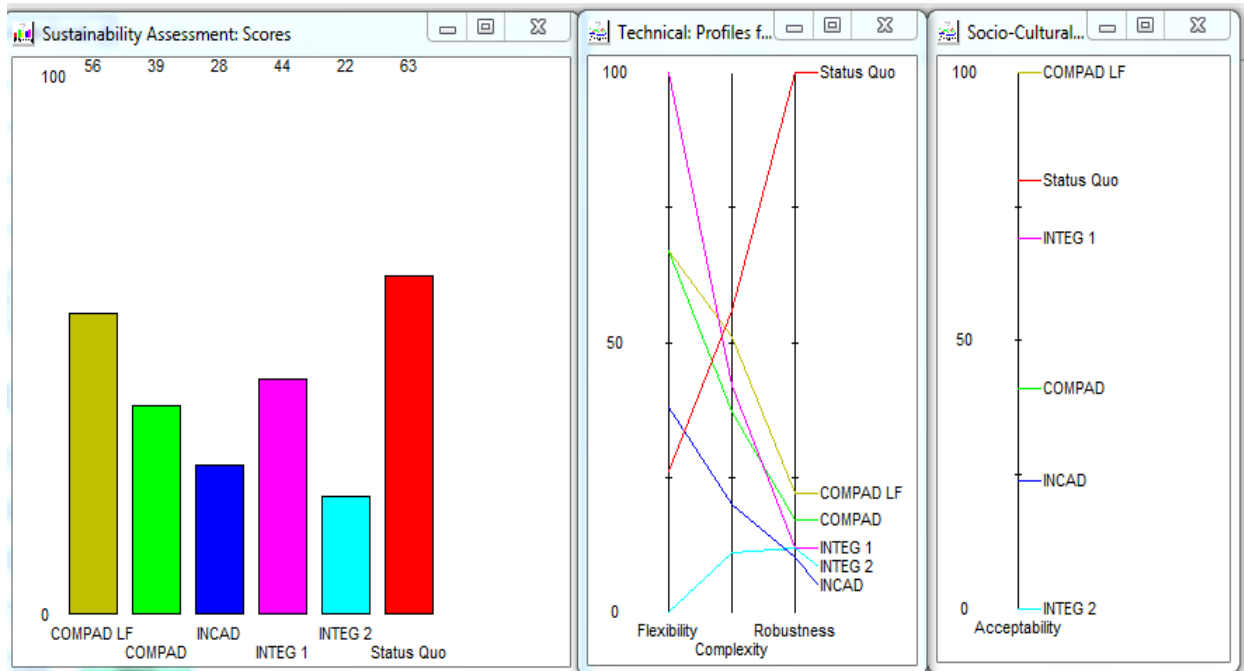 Sustainability Assessment: Scores
100
56 39 28 44 22 63
0
COMPAD LF INCAD INTEG 2
COMPAD INTEG 1 Status Quo
Technical: Profiles f...
100
50
0
Status Quo
COMPAD LF
COMPAD
INTEG 1
INTEG 2
INCAD
Flexibility Robustness
Complexity
Socio-Cultural...
100
50
0
COMPAD LF
Status Quo
INTEG 1
COMPAD
INCAD
INTEG 2
Acceptability